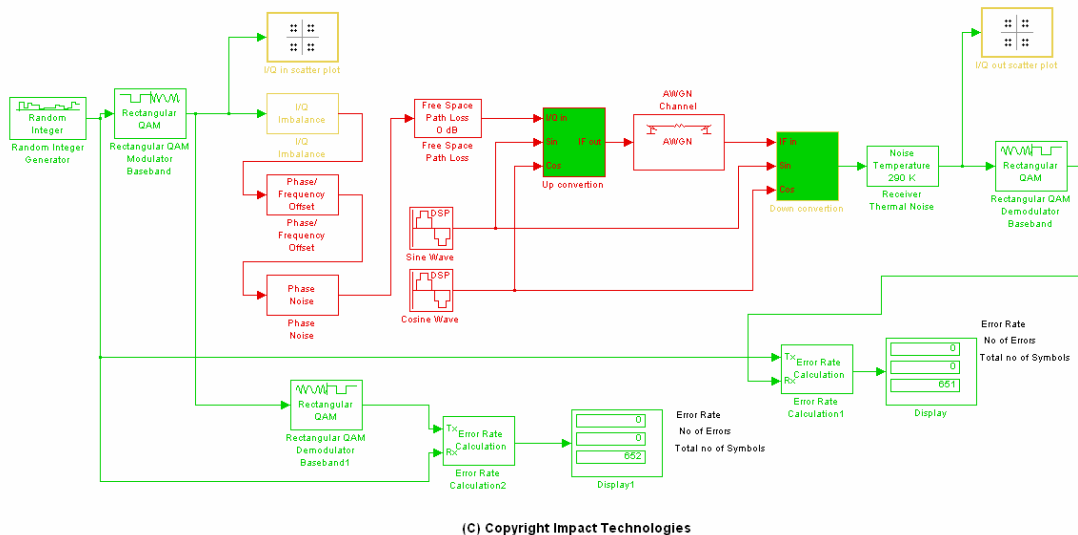 I/Q in scatter plot
I/Q out scatter plot
Random
Integer
Random Integer
Generator
Rectangular
QAM
Rectangular QAM
Modulator
Baseband
I/Q
Imbalance
I/Q
Imbalance
Free Space
Path Loss
0 dB
Free Space
Path Loss
I/Q in
Sin
Cos
IF out
Up convertion
AWGN
Channel
AWGN
IF in
Sin
Cos
Down convertion
Noise
Temperature
290 K
Receiver
Thermal Noise
Rectangular
QAM
Rectangular QAM
Demodulator
Baseband
Phase/
Frequency
Offset
Phase/
Frequency
Offset
DSP
Sine Wave
Phase
Noise
Phase
Noise
DSP
Cosine Wave
Tx
Rx
Error Rate
Calculation
Error Rate
Calculation1
0
0
651
Display
Error Rate
No of Errors
Total no of Symbols
Rectangular
QAM
Rectangular QAM
Demodulator
Baseband1
Tx
Rx
Error Rate
Calculation
Error Rate
Calculation2
0
0
652
Display1
Error Rate
No of Errors
Total no of Symbols
(C) Copyright Impact Technologies